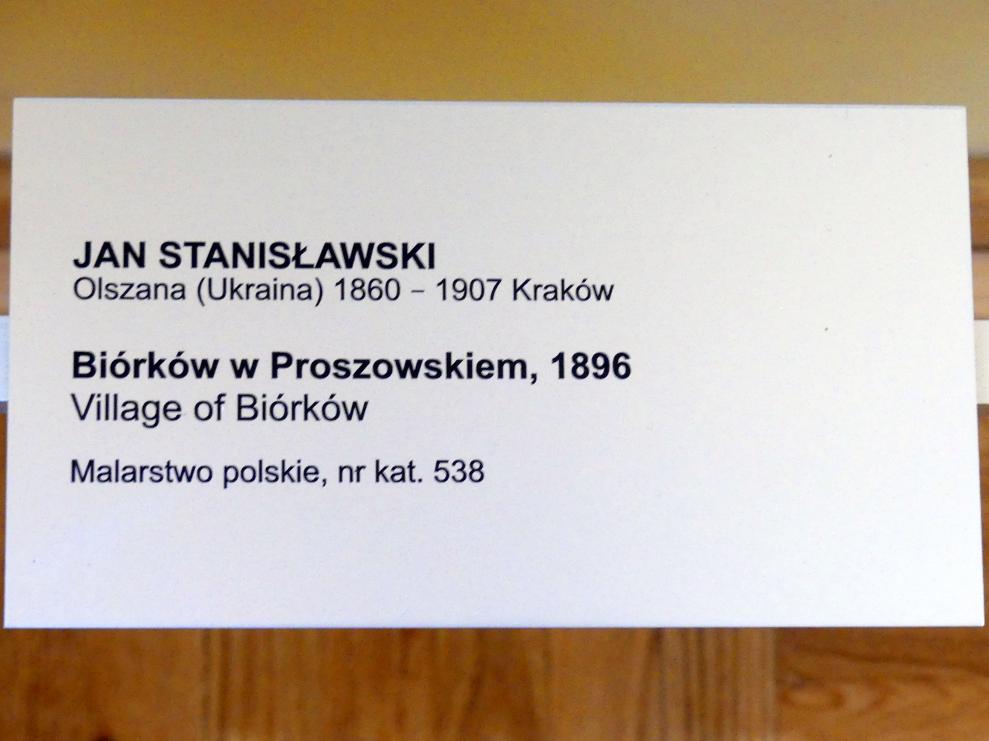 JAN STANISŁAWSKI
Olszana (Ukraina) 1860 – 1907 Kraków
Biórków w Proszowskiem, 1896
Village of Biórków
Malarstwo polskie, nr kat. 538